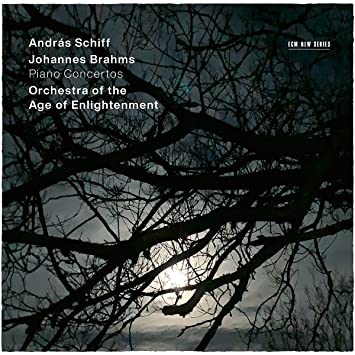 András Schiff
Johannes Brahms
Piano Concertos
Orchestra of the
Age of Enlightenment
ECM NEW SERIES